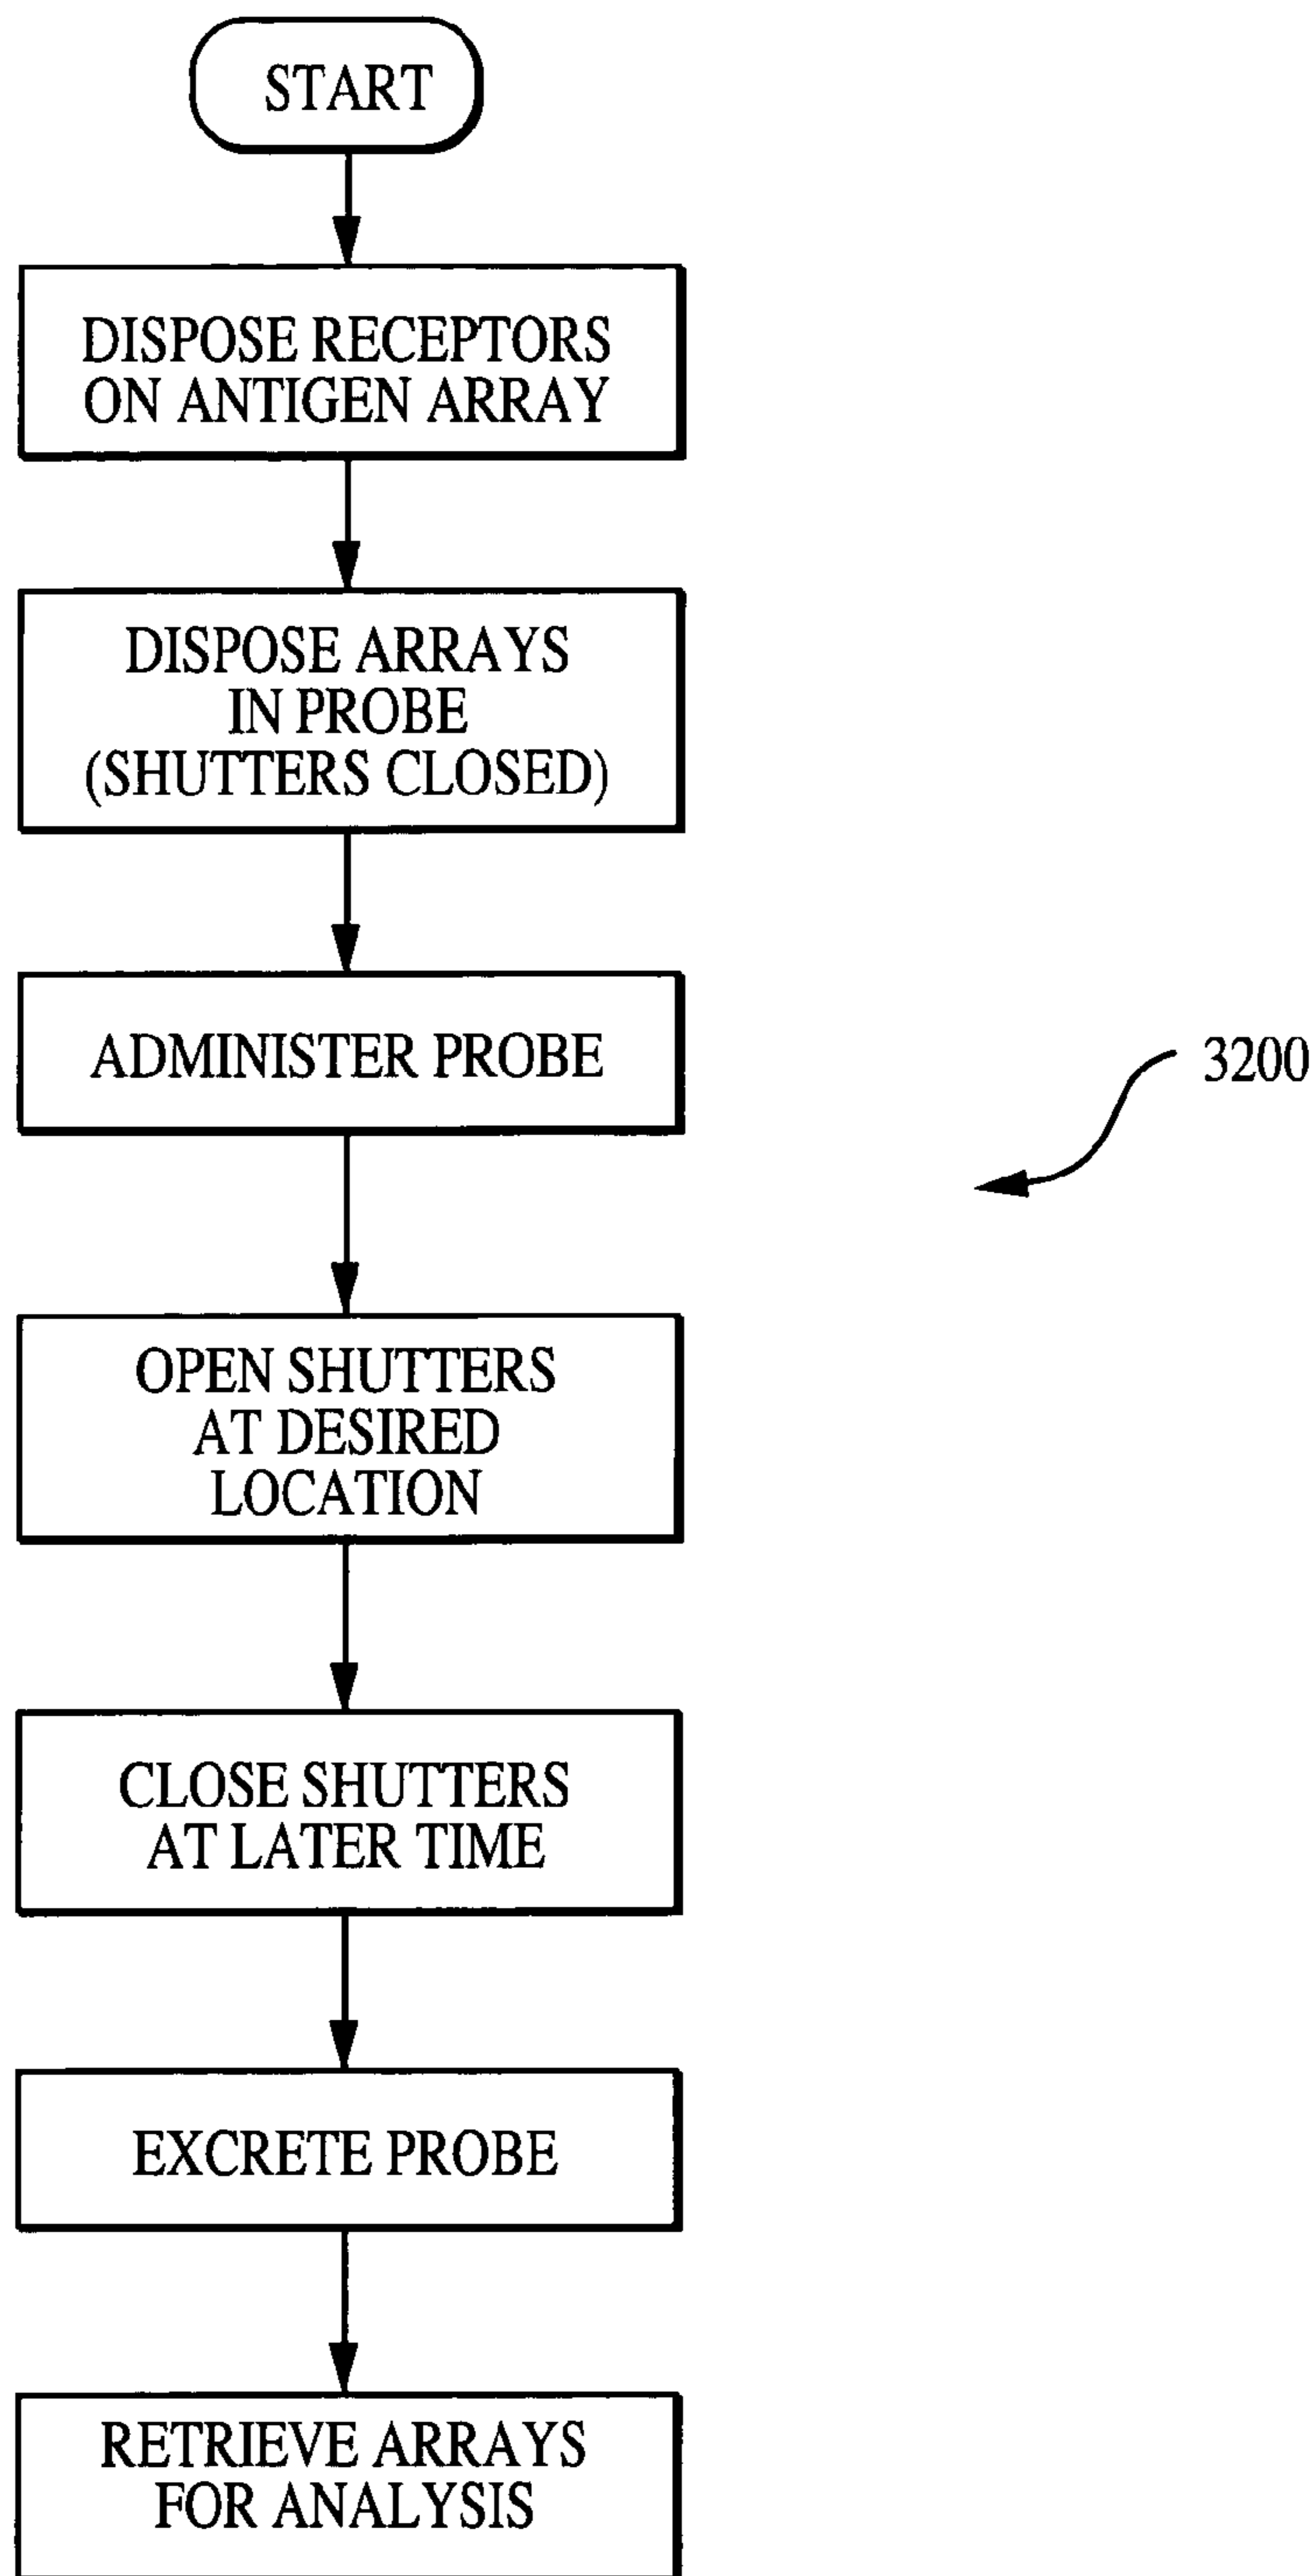 START
DISPOSE RECEPTORS
ON ANTIGEN ARRAY
DISPOSE ARRAYS
IN PROBE
(SHUTTERS CLOSED)
ADMINISTER PROBE
3200
OPEN SHUTTERS
AT DESIRED
LOCATION
CLOSE SHUTTERS
AT LATER TIME
EXCRETE PROBE
RETRIEVE ARRAYS
FOR ANALYSIS